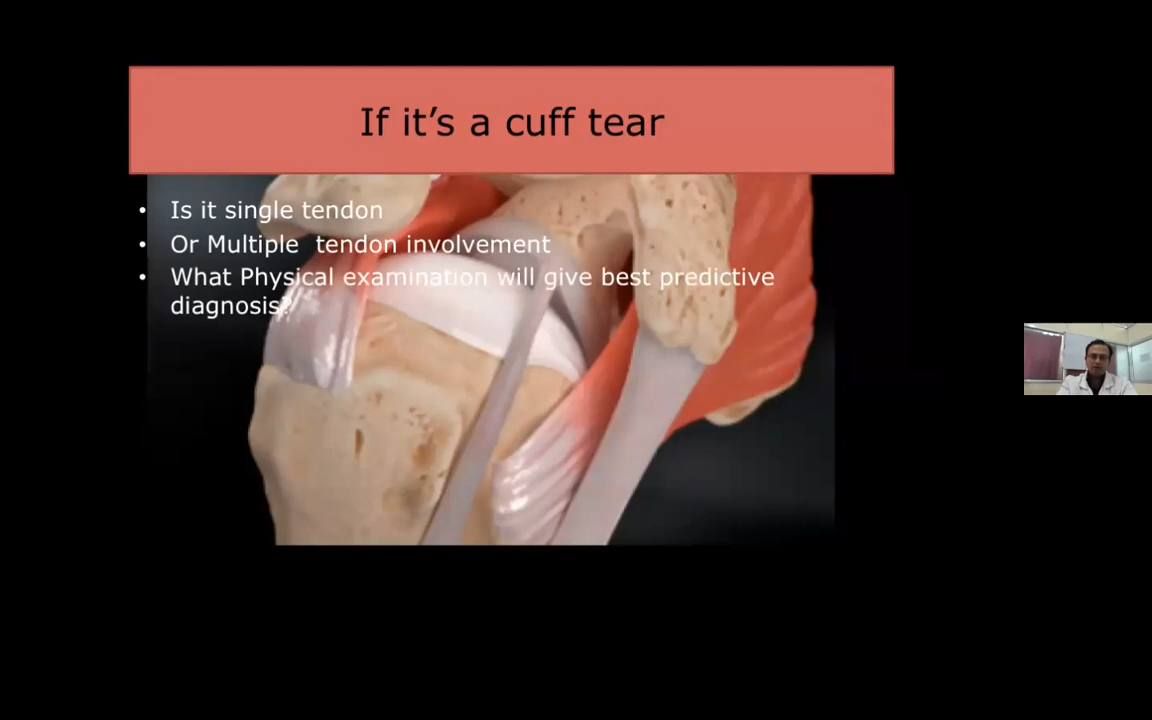 If it's a cuff tear
• Is it single tendon
• Or Multiple  tendon involvement
• What Physical examination will give best predictive
diagnosis?